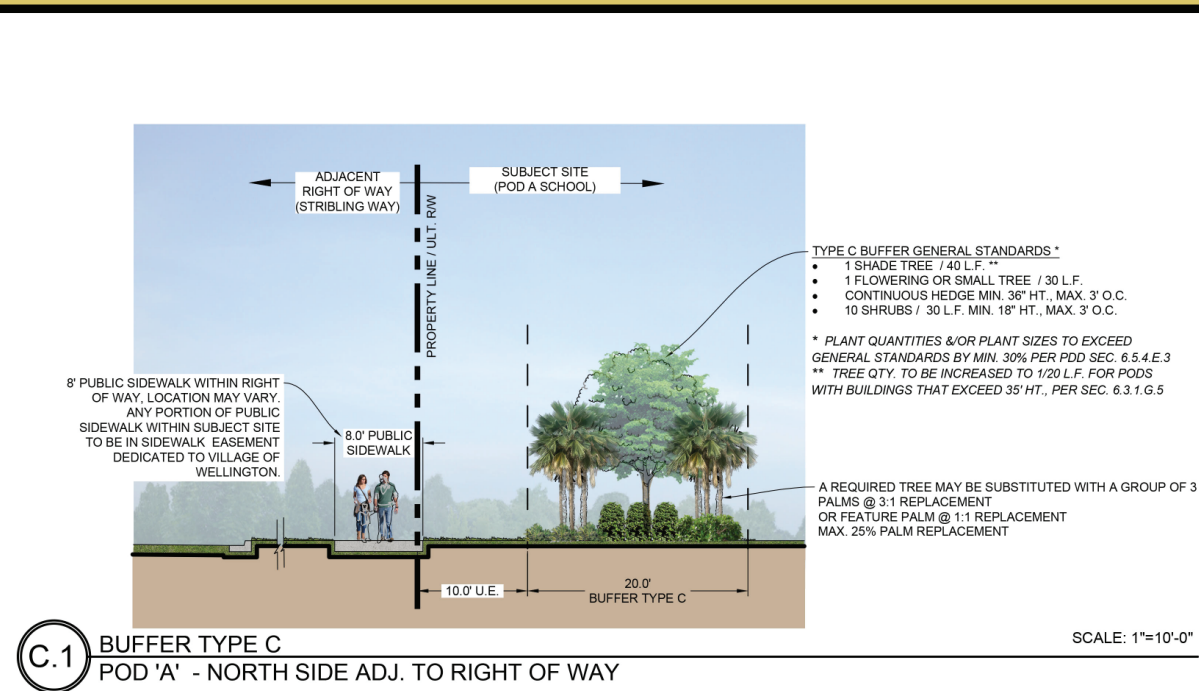 ADJACENT
RIGHT OF WAY
(STRIBLING WAY)
SUBJECT SITE
(POD A SCHOOL)
PROPERTY LINE / ULT. R/W
TYPE C BUFFER GENERAL STANDARDS *
• 1 SHADE TREE / 40 L.F. **
• 1 FLOWERING OR SMALL TREE / 30 L.F.
• CONTINUOUS HEDGE MIN. 36" HT., MAX. 3' O.C.
• 10 SHRUBS / 30 L.F. MIN. 18" HT., MAX. 3' O.C.
* PLANT QUANTITIES &/OR PLANT SIZES TO EXCEED
GENERAL STANDARDS BY MIN. 30% PER PDD SEC. 6.5.4.E.3
** TREE QTY. TO BE INCREASED TO 1/20 L.F. FOR PODS
WITH BUILDINGS THAT EXCEED 35' HT., PER SEC. 6.3.1.G.5
8' PUBLIC SIDEWALK WITHIN RIGHT
OF WAY, LOCATION MAY VARY.
ANY PORTION OF PUBLIC
SIDEWALK WITHIN SUBJECT SITE
TO BE IN SIDEWALK EASEMENT
DEDICATED TO VILLAGE OF
WELLINGTON.
8.0' PUBLIC
SIDEWALK
A REQUIRED TREE MAY BE SUBSTITUTED WITH A GROUP OF 3
PALMS @ 3:1 REPLACEMENT
OR FEATURE PALM @ 1:1 REPLACEMENT
MAX. 25% PALM REPLACEMENT
10.0' U.E.
20.0'
BUFFER TYPE C
C.1
BUFFER TYPE C
POD 'A' - NORTH SIDE ADJ. TO RIGHT OF WAY
SCALE: 1"=10'-0"